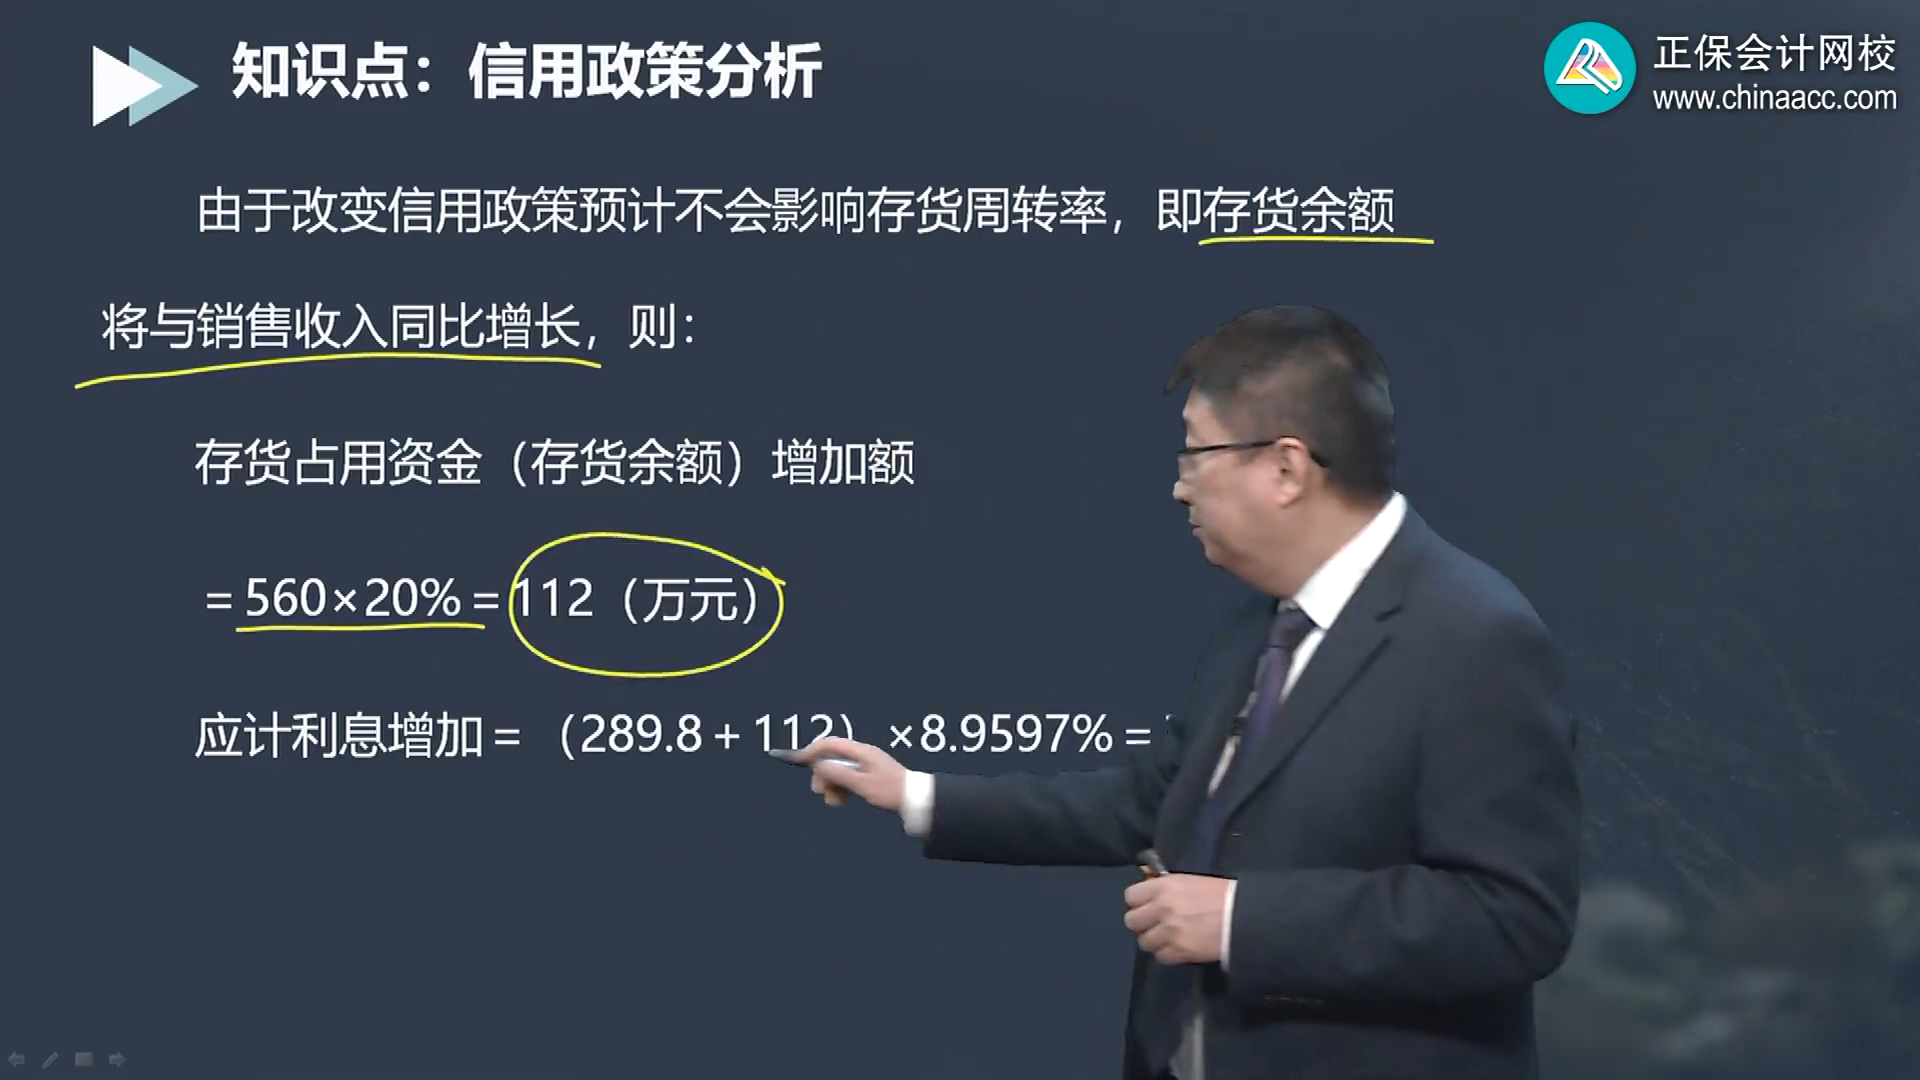 知识点：信用政策分析
正保会计网校
www.chinaacc.com
由于改变信用政策预计不会影响存货周转率，即存货余额
将与销售收入同比增长，则：
存货占用资金（存货余额）增加额
=560×20%=112（万元）
应计利息增加=（289.8+112）×8.9597%=